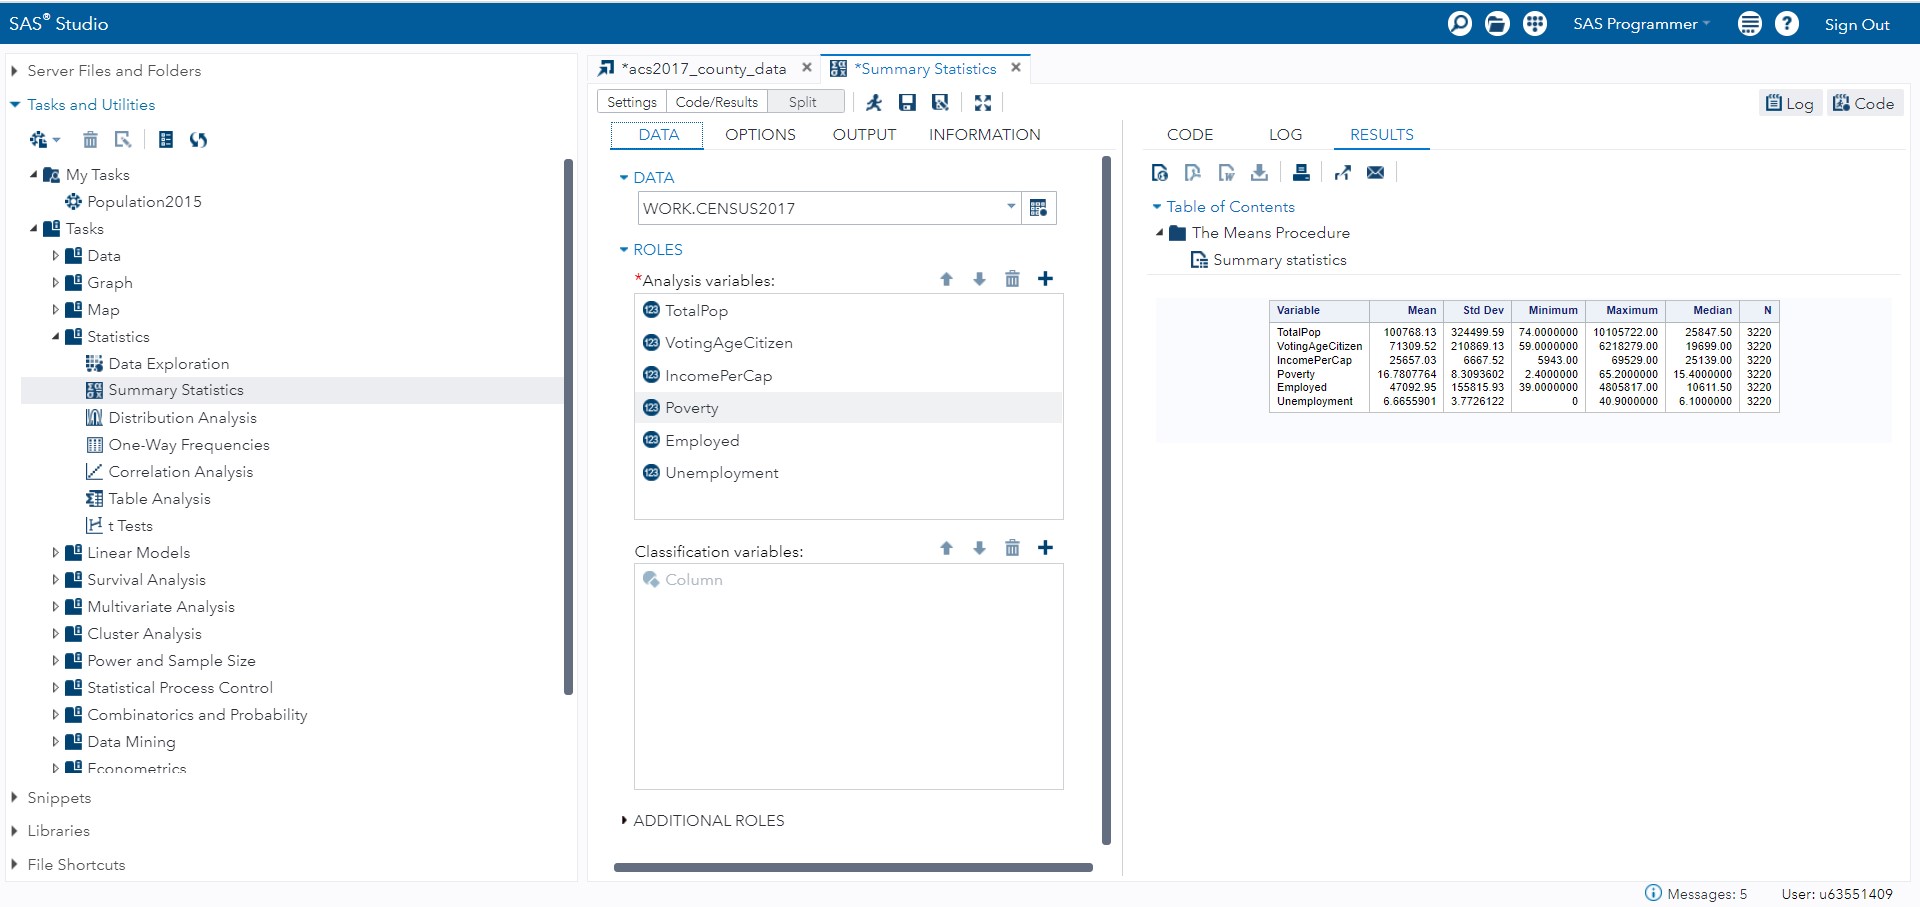 SAS® Studio
SAS Programmer
Sign Out
Server Files and Folders
Tasks and Utilities
My Tasks
Population2015
Tasks
Data
Graph
Map
Statistics
Data Exploration
Summary Statistics
Distribution Analysis
One-Way Frequencies
Correlation Analysis
Table Analysis
t Tests
Linear Models
Survival Analysis
Multivariate Analysis
Cluster Analysis
Power and Sample Size
Statistical Process Control
Combinatorics and Probability
Data Mining
Econometrics
Snippets
Libraries
File Shortcuts
*acs2017_county_data
*Summary Statistics
Settings Code/Results Split
Log Code
DATA OPTIONS OUTPUT INFORMATION
DATA
WORK.CENSUS2017
ROLES
*Analysis variables:
123 TotalPop
123 VotingAgeCitizen
123 IncomePerCap
123 Poverty
123 Employed
123 Unemployment
Classification variables:
Column
ADDITIONAL ROLES
CODE LOG RESULTS
Table of Contents
The Means Procedure
Summary statistics
Variable Mean Std Dev Minimum Maximum Median N
TotalPop 100768.13 324499.59 74.0000000 10105722.00 25847.50 3220
VotingAgeCitizen 71309.52 210869.13 59.0000000 6218279.00 19699.00 3220
IncomePerCap 25657.03 6667.52 5943.00 69529.00 25139.00 3220
Poverty 16.7807764 8.3093602 2.4000000 65.2000000 15.4000000 3220
Employed 47092.95 155815.93 39.0000000 4805817.00 10611.50 3220
Unemployment 6.6655901 3.7726122 0 40.9000000 6.1000000 3220
Messages: 5 User: u63551409